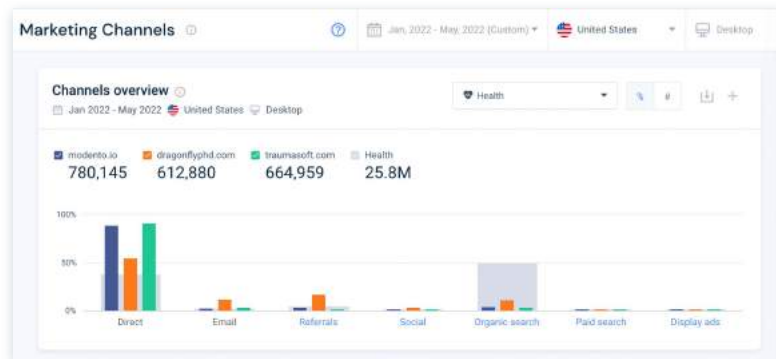 Marketing Channels
Jan, 2022 - May, 2022 (Custom) United States Desktop
Channels overview
Jan 2022 - May 2022 United States Desktop
Health
% #
modento.io dragonflyphd.com traumasoft.com Health
780,145 612,880 664,959 25.8M
100%
50%
0%
Direct Email Referrals Social Organic search Paid search Display ads